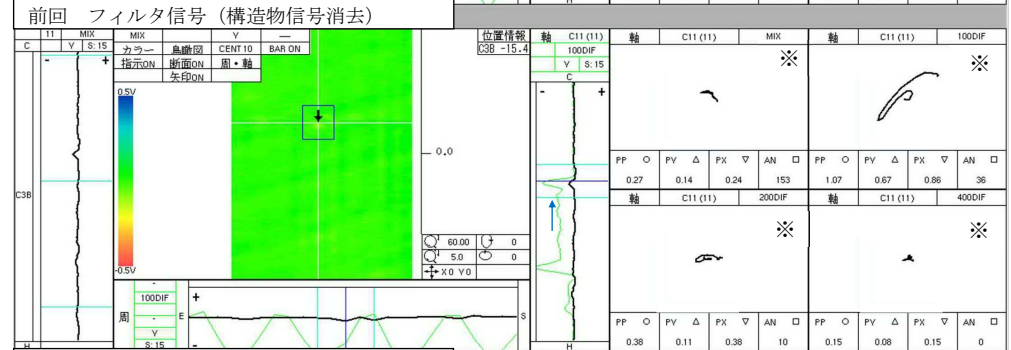 前回 フィルタ信号（構造物信号消去）
11 MIX
C Y S:15
- +
C3B
H
MIX Y —
カラー 鳥瞰図 CENT10 BAR ON
指示ON 断面ON 周・軸
矢印ON
0.5V
-0.5V
0.0
位置情報
C3B -15.4
60.00 0
5.0 0
X0 Y0
-
100DIF
周 -
Y
S:15
+
E S
-
軸 C11 (11)
100DIF
Y S:15
C
- +
H
軸 C11 (11) MIX
※
PP ○ PY △ PX ▽ AN □
0.27 0.14 0.24 153
軸 C11 (11) 100DIF
※
PP ○ PY △ PX ▽ AN □
1.07 0.67 0.86 36
軸 C11 (11) 200DIF
※
PP ○ PY △ PX ▽ AN □
0.38 0.11 0.38 10
軸 C11 (11) 400DIF
※
PP ○ PY △ PX ▽ AN □
0.15 0.08 0.15 0